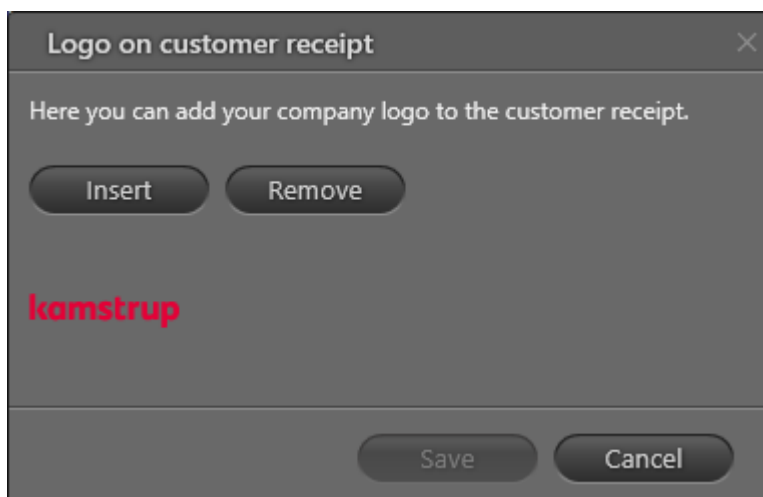 Logo on customer receipt
Here you can add your company logo to the customer receipt.
Insert Remove
kamstrup
Save Cancel